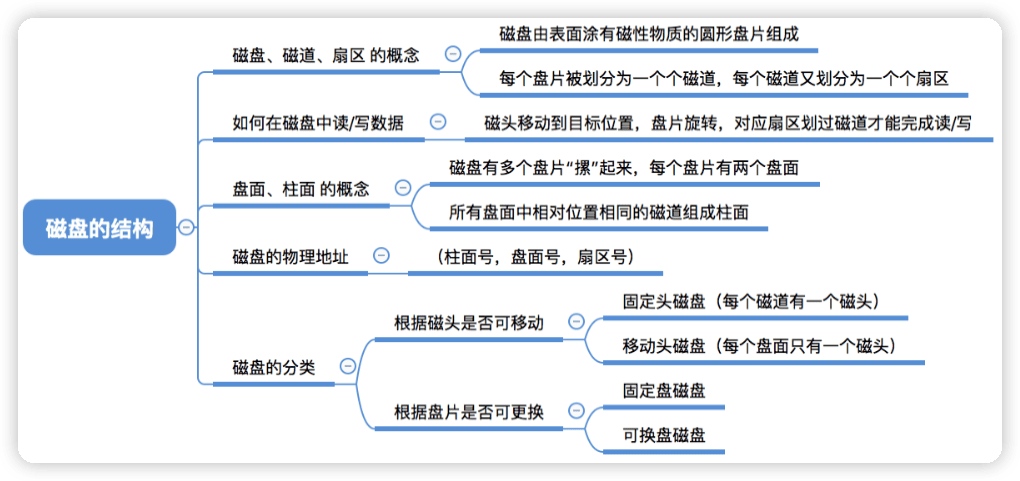 磁盘的结构
磁盘、磁道、扇区 的概念
磁盘由表面涂有磁性物质的圆形盘片组成
每个盘片被划分为一个个磁道，每个磁道又划分为一个个扇区
如何在磁盘中读/写数据
磁头移动到目标位置，盘片旋转，对应扇区划过磁道才能完成读/写
盘面、柱面 的概念
磁盘有多个盘片“摞”起来，每个盘片有两个盘面
所有盘面中相对位置相同的磁道组成柱面
磁盘的物理地址
（柱面号，盘面号，扇区号）
磁盘的分类
根据磁头是否可移动
固定头磁盘（每个磁道有一个磁头）
移动头磁盘（每个盘面只有一个磁头）
根据盘片是否可更换
固定盘磁盘
可换盘磁盘